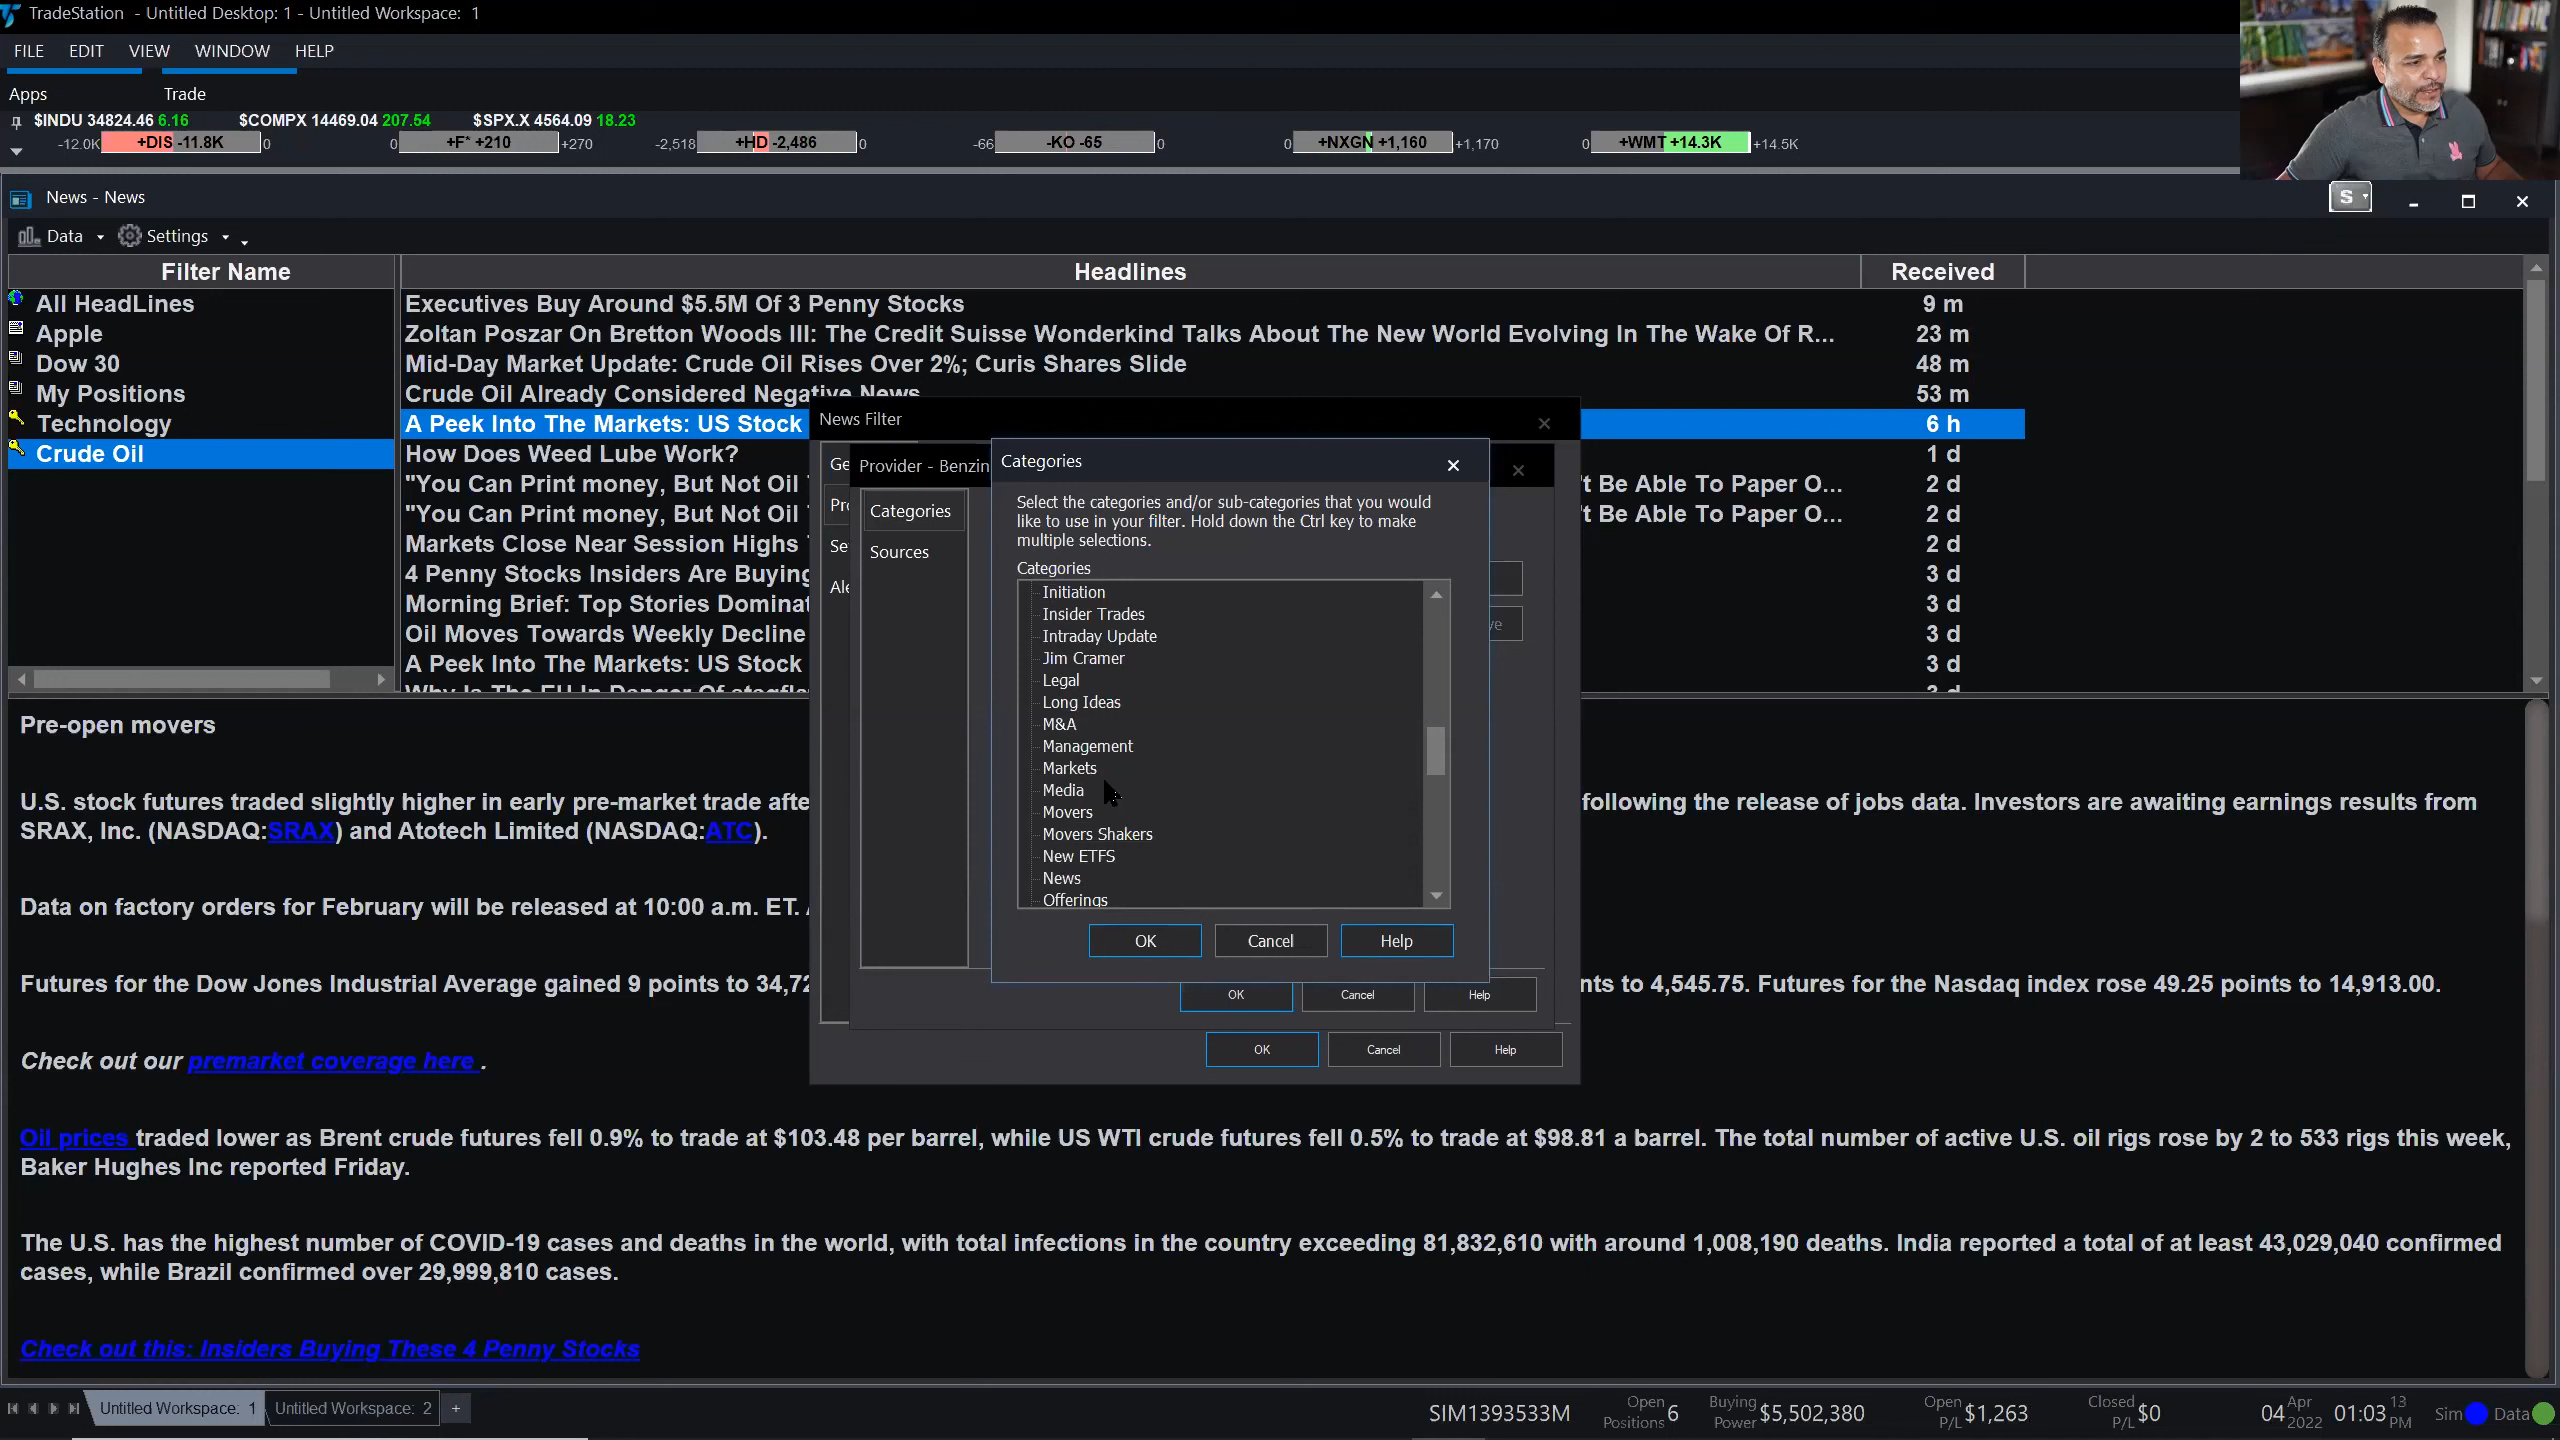 TradeStation - Untitled Desktop: 1 - Untitled Workspace: 1
FILE EDIT VIEW WINDOW HELP
Apps Trade
$INDU 34824.46 6.16 $COMPX 14469.04 207.54 $SPX.X 4564.09 18.23
-12.0K +DIS -11.8K 0 0 +F* +210 +270 -2,518 +HD -2,486 0 -66 -KO -65 0 0 +NXGN +1,160 +1,170 0 +WMT +14.3K +14.5K
News - News
S
Data Settings
Filter Name Headlines Received
All HeadLines Executives Buy Around $5.5M Of 3 Penny Stocks 9 m
Apple Zoltan Poszar On Bretton Woods III: The Credit Suisse Wonderkind Talks About The New World Evolving In The Wake Of R... 23 m
Dow 30 Mid-Day Market Update: Crude Oil Rises Over 2%; Curis Shares Slide 48 m
My Positions Crude Oil Already Considered Negative News 53 m
Technology A Peek Into The Markets: US Stock 6 h
Crude Oil How Does Weed Lube Work? 1 d
"You Can Print money, But Not Oil 't Be Able To Paper O... 2 d
"You Can Print money, But Not Oil 't Be Able To Paper O... 2 d
Markets Close Near Session Highs 2 d
4 Penny Stocks Insiders Are Buying 3 d
Morning Brief: Top Stories Dominat 3 d
Oil Moves Towards Weekly Decline 3 d
A Peek Into The Markets: US Stock 3 d
Why Is The EU In Danger Of stagfla 3 d
News Filter
Ge
Pro
Se
Ale
Provider - Benzin
Categories
Sources
ve
Categories
Select the categories and/or sub-categories that you would
like to use in your filter. Hold down the Ctrl key to make
multiple selections.
Categories
Initiation
Insider Trades
Intraday Update
Jim Cramer
Legal
Long Ideas
M&A
Management
Markets
Media
Movers
Movers Shakers
New ETFS
News
Offerings
OK Cancel Help
OK Cancel Help
OK Cancel Help
Pre-open movers
U.S. stock futures traded slightly higher in early pre-market trade afte following the release of jobs data. Investors are awaiting earnings results from
SRAX, Inc. (NASDAQ:SRAX) and Atotech Limited (NASDAQ:ATC).
Data on factory orders for February will be released at 10:00 a.m. ET.
Futures for the Dow Jones Industrial Average gained 9 points to 34,72 nts to 4,545.75. Futures for the Nasdaq index rose 49.25 points to 14,913.00.
Check out our premarket coverage here .
Oil prices traded lower as Brent crude futures fell 0.9% to trade at $103.48 per barrel, while US WTI crude futures fell 0.5% to trade at $98.81 a barrel. The total number of active U.S. oil rigs rose by 2 to 533 rigs this week,
Baker Hughes Inc reported Friday.
The U.S. has the highest number of COVID-19 cases and deaths in the world, with total infections in the country exceeding 81,832,610 with around 1,008,190 deaths. India reported a total of at least 43,029,040 confirmed
cases, while Brazil confirmed over 29,999,810 cases.
Check out this: Insiders Buying These 4 Penny Stocks
Untitled Workspace: 1 Untitled Workspace: 2 + SIM1393533M Open Positions 6 Buying Power $5,502,380 Open P/L $1,263 Closed P/L $0 04 Apr 2022 01:03 13 PM Sim Data